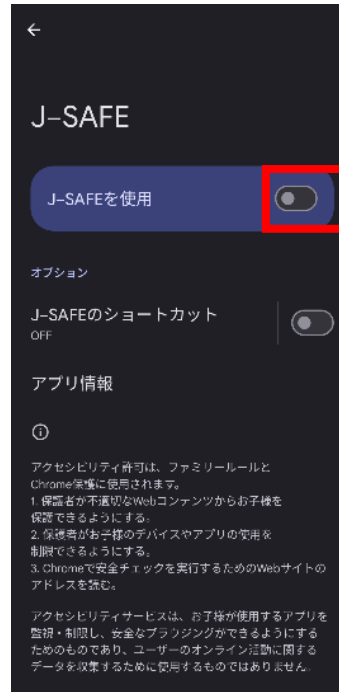 J–SAFE
J–SAFEを使用
オプション
J–SAFEのショートカット
OFF
アプリ情報
アクセシビリティ許可は、ファミリールールと
Chrome保護に使用されます。
1. 保護者が不適切なWebコンテンツからお子様を
保護できるようにする。
2. 保護者がお子様のデバイスやアプリの使用を
制限できるようにする。
3. Chromeで安全チェックを実行するためのWebサイトの
アドレスを読む。
アクセシビリティサービスは、お子様が使用するアプリを
監視・制限し、安全なブラウジングができるようにする
ためのものであり、ユーザーのオンライン活動に関する
データを収集するために使用するものではありません。